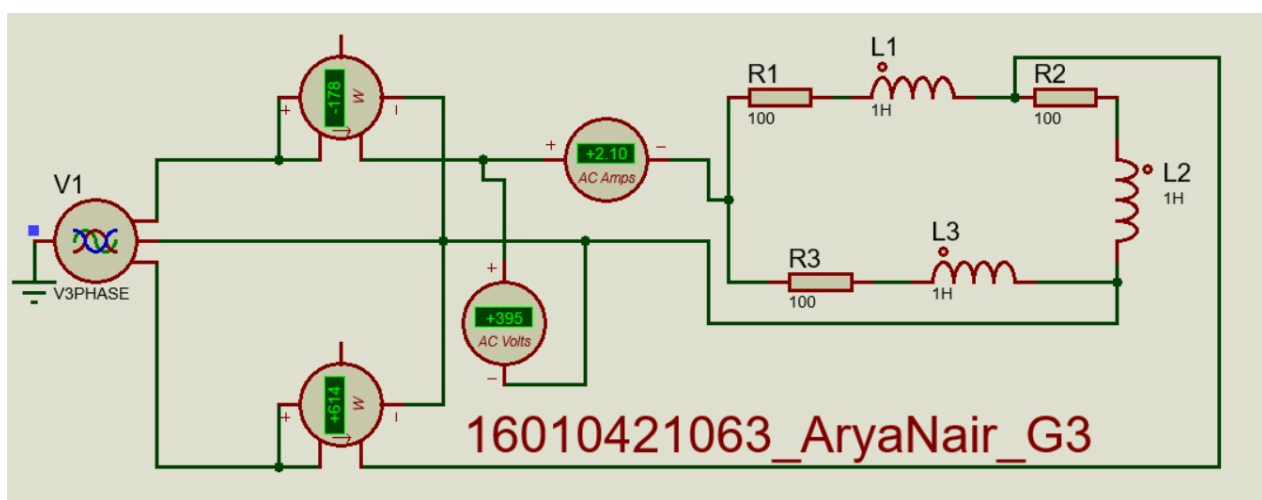 L1
1H
R1
100
R2
100
-178
W
+
−
+2.10
AC Amps
+
−
V1
V3PHASE
L2
1H
L3
1H
R3
100
+
+395
AC Volts
−
+614
W
+
−
16010421063_AryaNair_G3